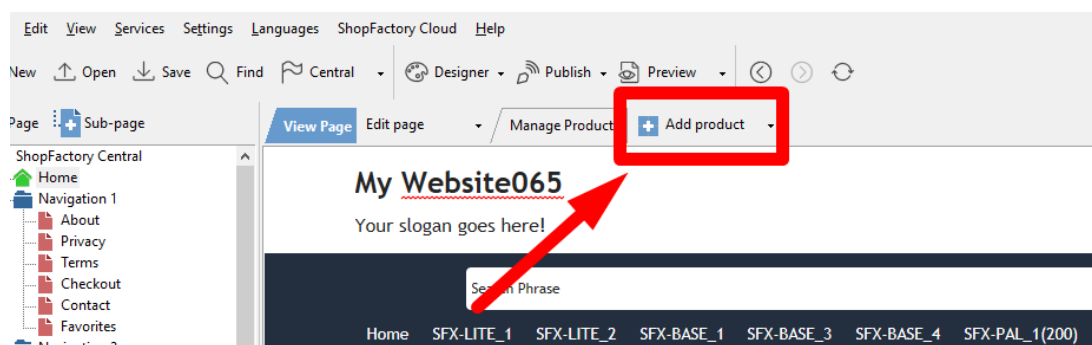 Edit View Services Settings Languages ShopFactory Cloud Help
New Open Save Find Central Designer Publish Preview
Page Sub-page
View Page Edit page Manage Product Add product
ShopFactory Central
Home
Navigation 1
About
Privacy
Terms
Checkout
Contact
Favorites
My Website065
Your slogan goes here!
Search Phrase
Home SFX-LITE_1 SFX-LITE_2 SFX-BASE_1 SFX-BASE_3 SFX-BASE_4 SFX-PAL_1(200)